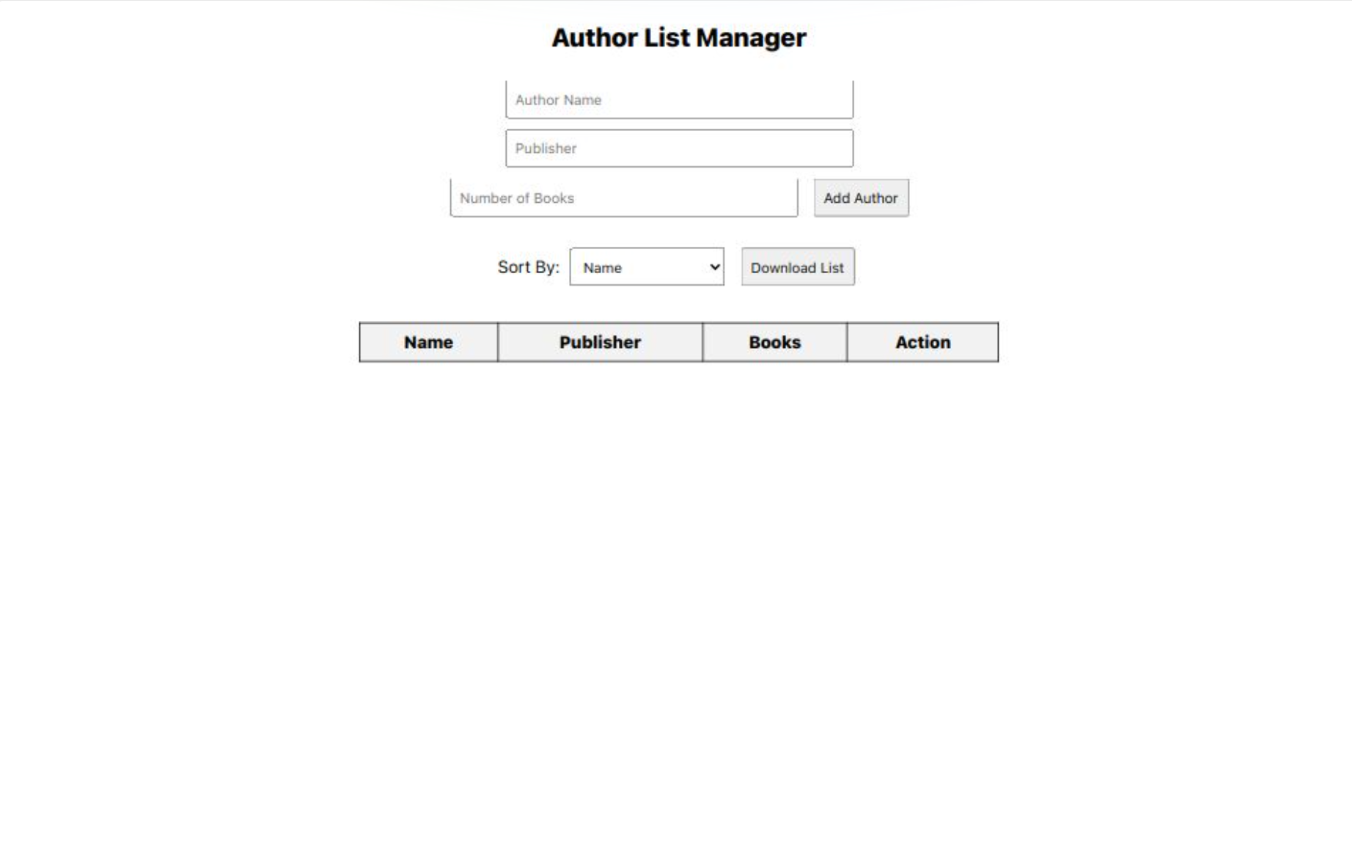 Author List Manager
Author Name
Publisher
Number of Books Add Author
Sort By: Name Download List
Name Publisher Books Action